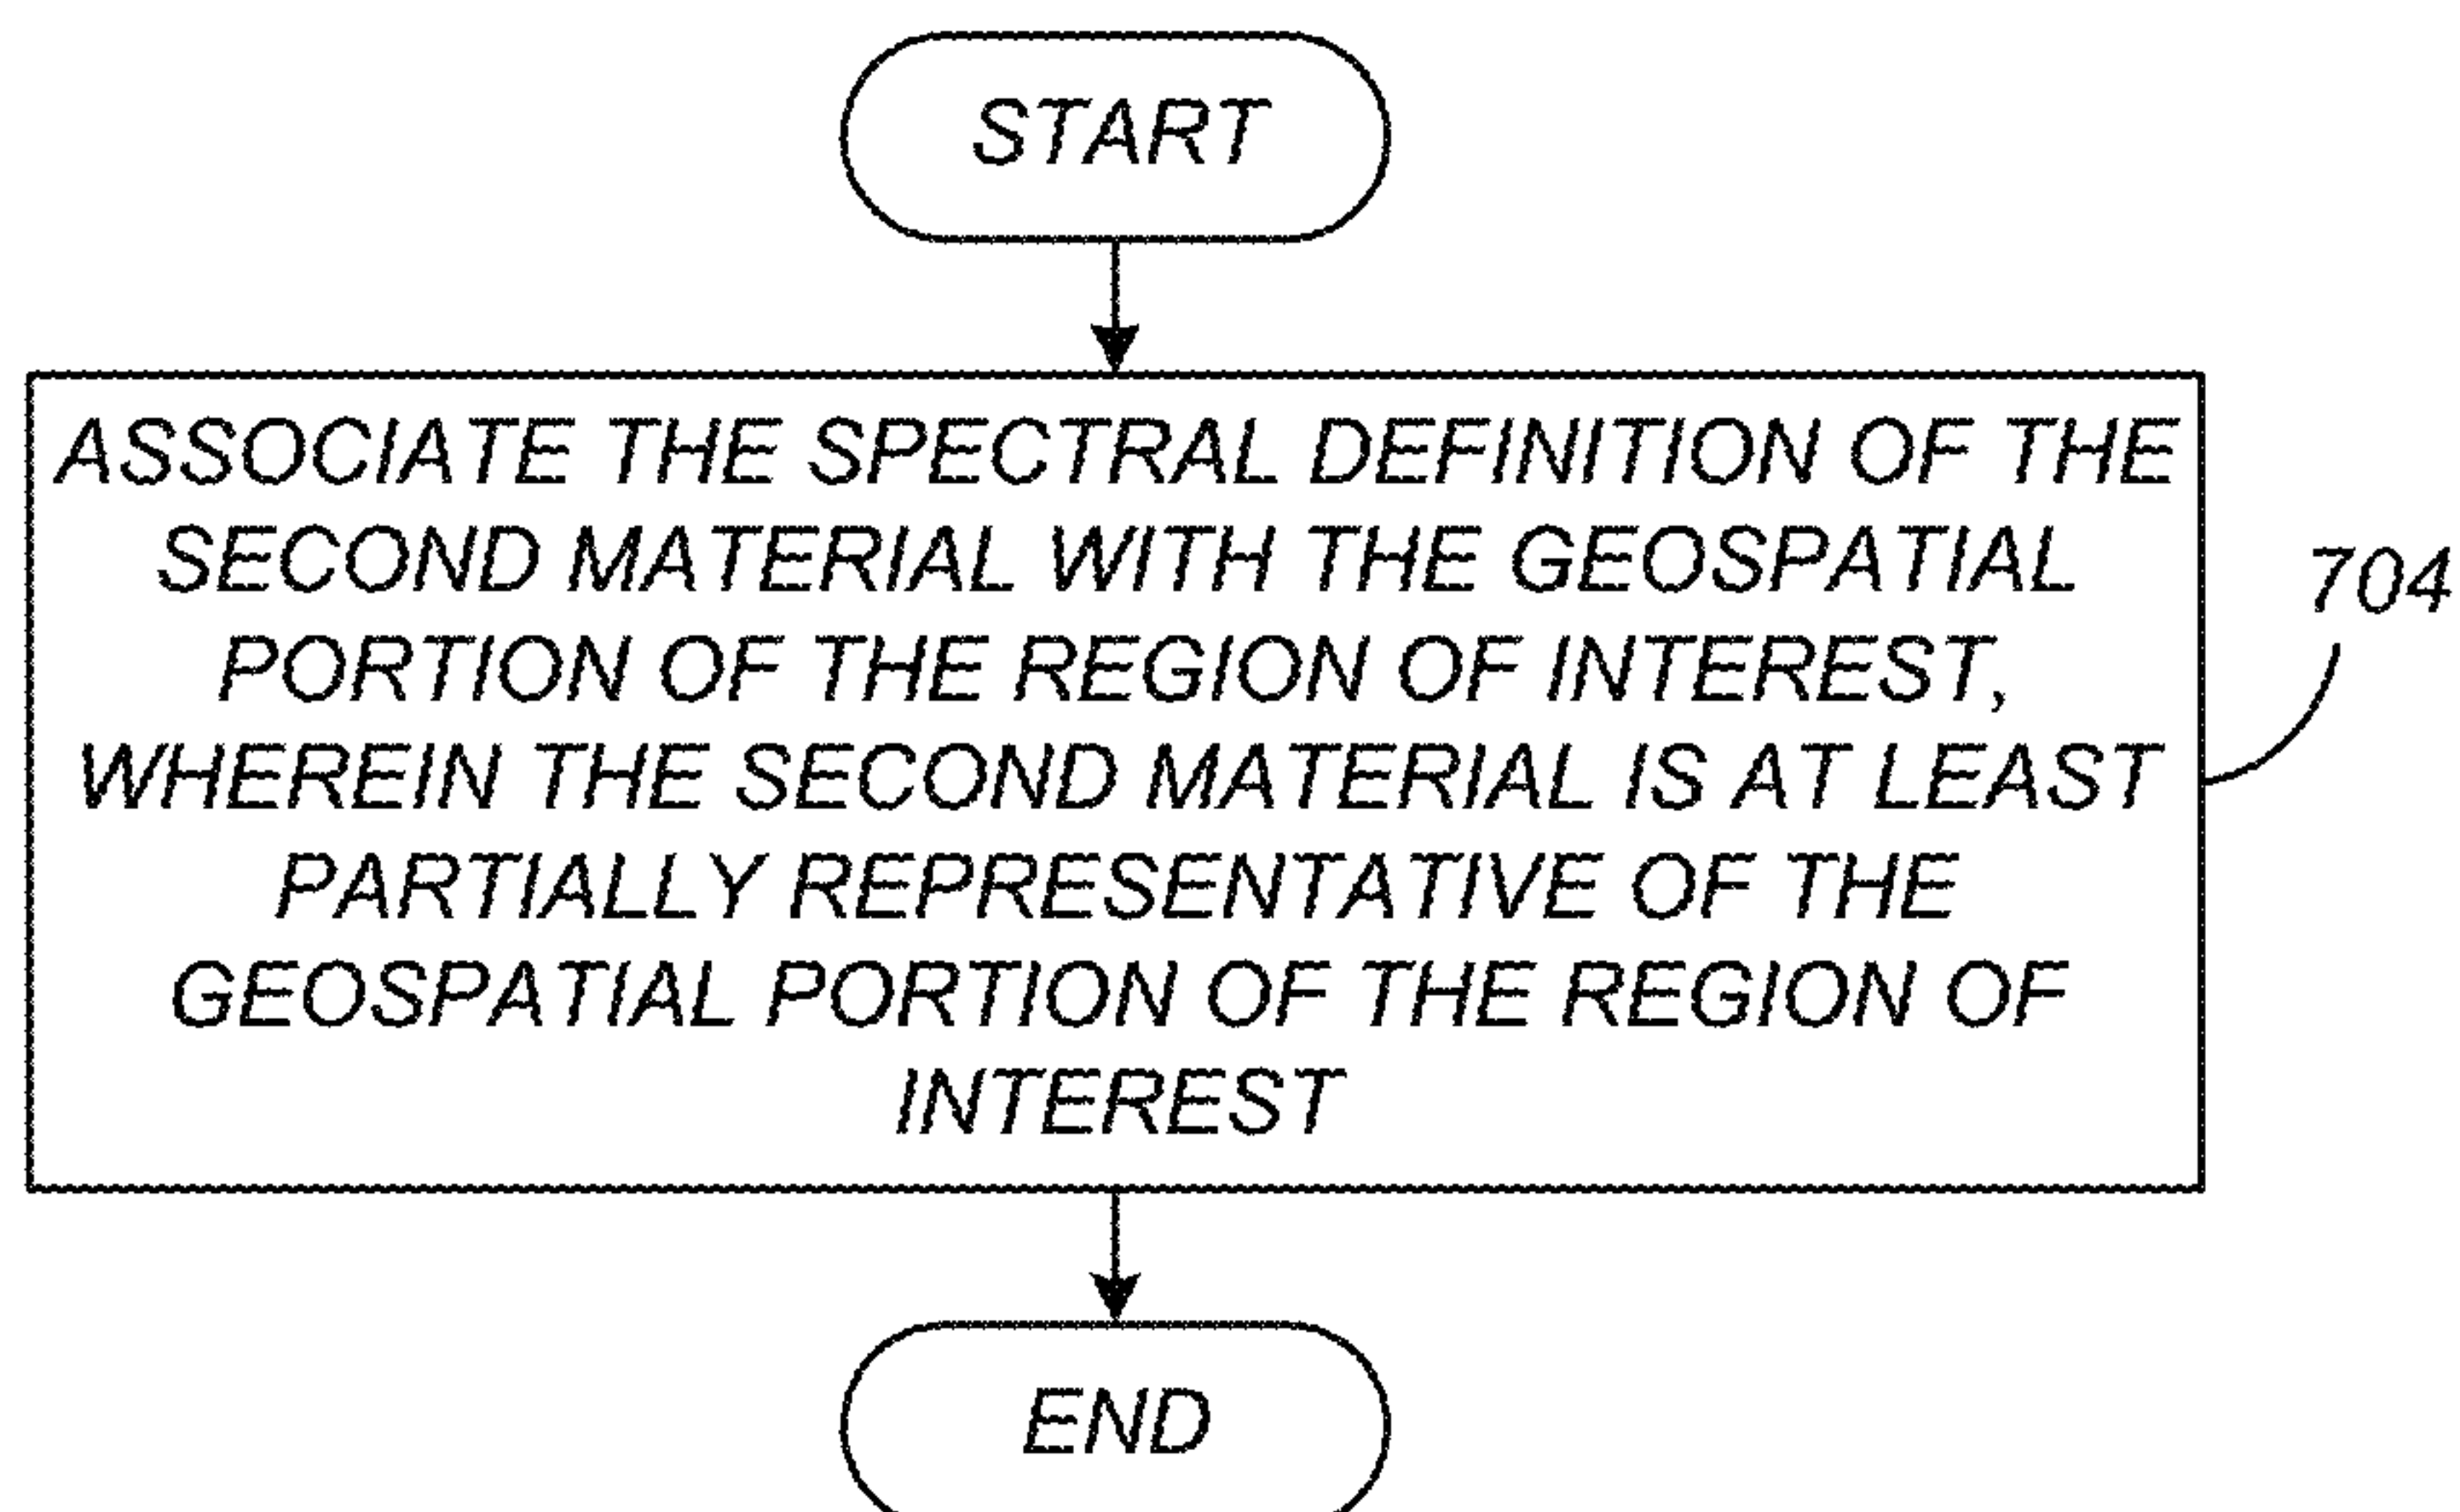 START
ASSOCIATE THE SPECTRAL DEFINITION OF THE
SECOND MATERIAL WITH THE GEOSPATIAL
PORTION OF THE REGION OF INTEREST,
WHEREIN THE SECOND MATERIAL IS AT LEAST
PARTIALLY REPRESENTATIVE OF THE
GEOSPATIAL PORTION OF THE REGION OF
INTEREST
704
END